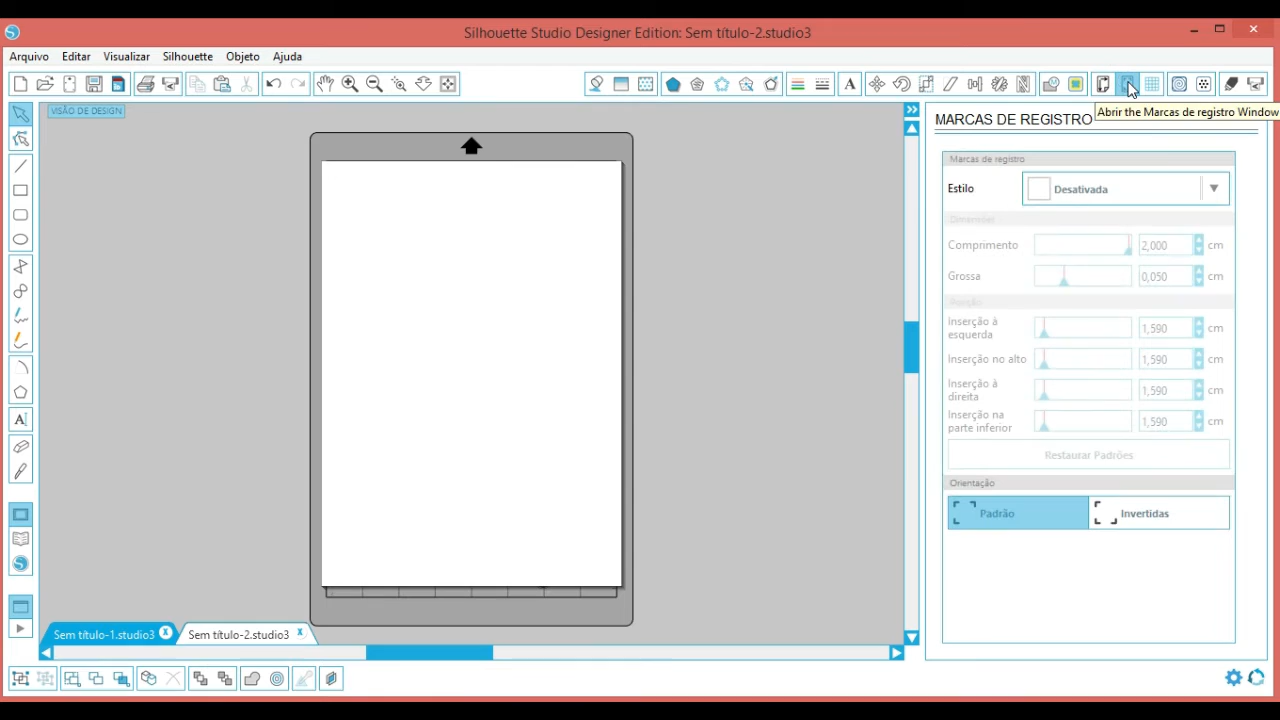 Silhouette Studio Designer Edition: Sem título-2.studio3
Arquivo Editar Visualizar Silhouette Objeto Ajuda
VISÃO DE DESIGN
Abrir the Marcas de registro Window
MARCAS DE REGISTRO
Marcas de registro
Estilo Desativada
Dimensões
Comprimento 2,000 cm
Grossa 0,050 cm
Posição
Inserção à
esquerda 1,590 cm
Inserção no alto 1,590 cm
Inserção à
direita 1,590 cm
Inserção na
parte inferior 1,590 cm
Restaurar Padrões
Orientação
Padrão Invertidas
Sem título-1.studio3 x Sem título-2.studio3 x